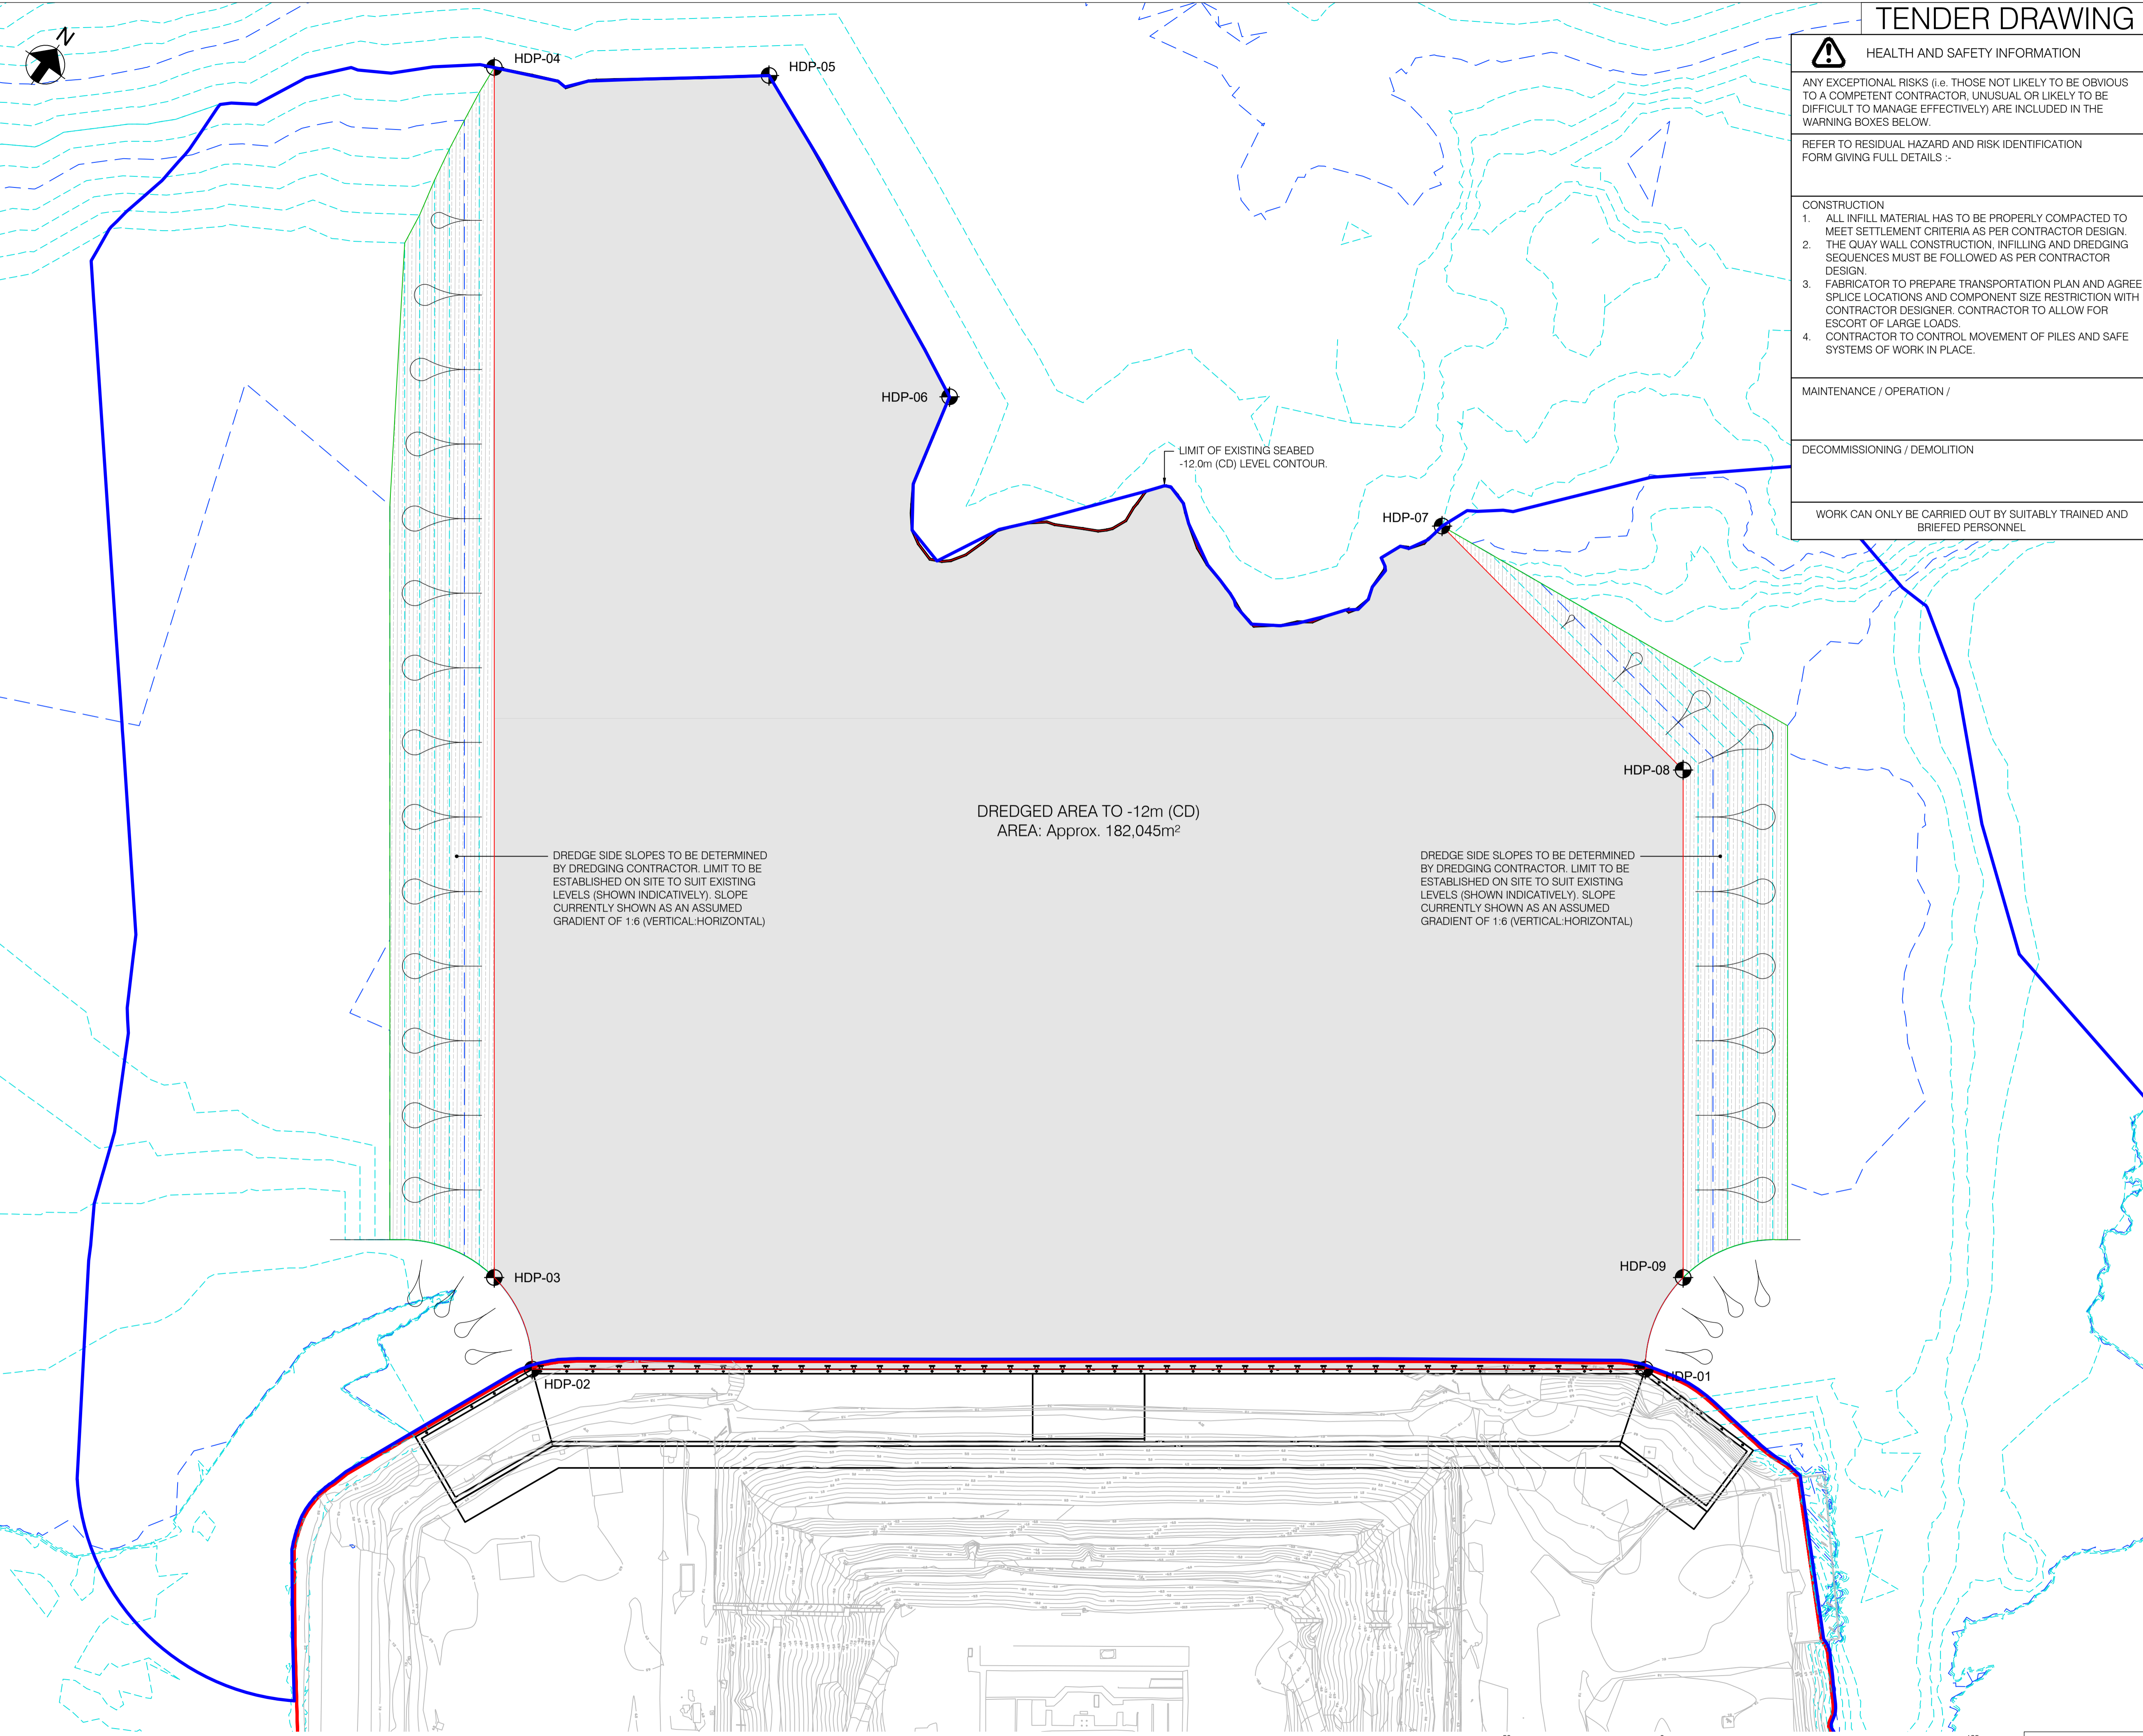 TENDER DRAWING
HEALTH AND SAFETY INFORMATION
ANY EXCEPTIONAL RISKS (i.e. THOSE NOT LIKELY TO BE OBVIOUS
TO A COMPETENT CONTRACTOR, UNUSUAL OR LIKELY TO BE
DIFFICULT TO MANAGE EFFECTIVELY) ARE INCLUDED IN THE
WARNING BOXES BELOW.
REFER TO RESIDUAL HAZARD AND RISK IDENTIFICATION
FORM GIVING FULL DETAILS :-
CONSTRUCTION
1. ALL INFILL MATERIAL HAS TO BE PROPERLY COMPACTED TO
MEET SETTLEMENT CRITERIA AS PER CONTRACTOR DESIGN.
2. THE QUAY WALL CONSTRUCTION, INFILLING AND DREDGING
SEQUENCES MUST BE FOLLOWED AS PER CONTRACTOR
DESIGN.
3. FABRICATOR TO PREPARE TRANSPORTATION PLAN AND AGREE
SPLICE LOCATIONS AND COMPONENT SIZE RESTRICTION WITH
CONTRACTOR DESIGNER. CONTRACTOR TO ALLOW FOR
ESCORT OF LARGE LOADS.
4. CONTRACTOR TO CONTROL MOVEMENT OF PILES AND SAFE
SYSTEMS OF WORK IN PLACE.
MAINTENANCE / OPERATION /
DECOMMISSIONING / DEMOLITION
WORK CAN ONLY BE CARRIED OUT BY SUITABLY TRAINED AND
BRIEFED PERSONNEL
N
HDP-04
HDP-05
HDP-06
LIMIT OF EXISTING SEABED
-12.0m (CD) LEVEL CONTOUR.
HDP-07
HDP-08
DREDGED AREA TO -12m (CD)
AREA: Approx. 182,045m²
DREDGE SIDE SLOPES TO BE DETERMINED
BY DREDGING CONTRACTOR. LIMIT TO BE
ESTABLISHED ON SITE TO SUIT EXISTING
LEVELS (SHOWN INDICATIVELY). SLOPE
CURRENTLY SHOWN AS AN ASSUMED
GRADIENT OF 1:6 (VERTICAL:HORIZONTAL)
DREDGE SIDE SLOPES TO BE DETERMINED
BY DREDGING CONTRACTOR. LIMIT TO BE
ESTABLISHED ON SITE TO SUIT EXISTING
LEVELS (SHOWN INDICATIVELY). SLOPE
CURRENTLY SHOWN AS AN ASSUMED
GRADIENT OF 1:6 (VERTICAL:HORIZONTAL)
HDP-03
HDP-09
HDP-02
HDP-01